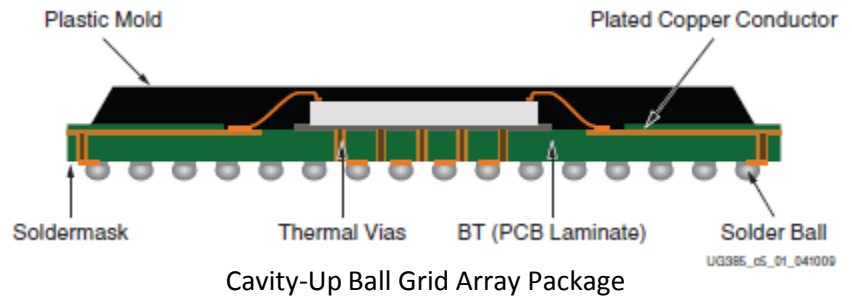 Plastic Mold
Plated Copper Conductor
Soldermask
Thermal Vias
BT (PCB Laminate)
Solder Ball
UG385_c5_01_041009
Cavity-Up Ball Grid Array Package